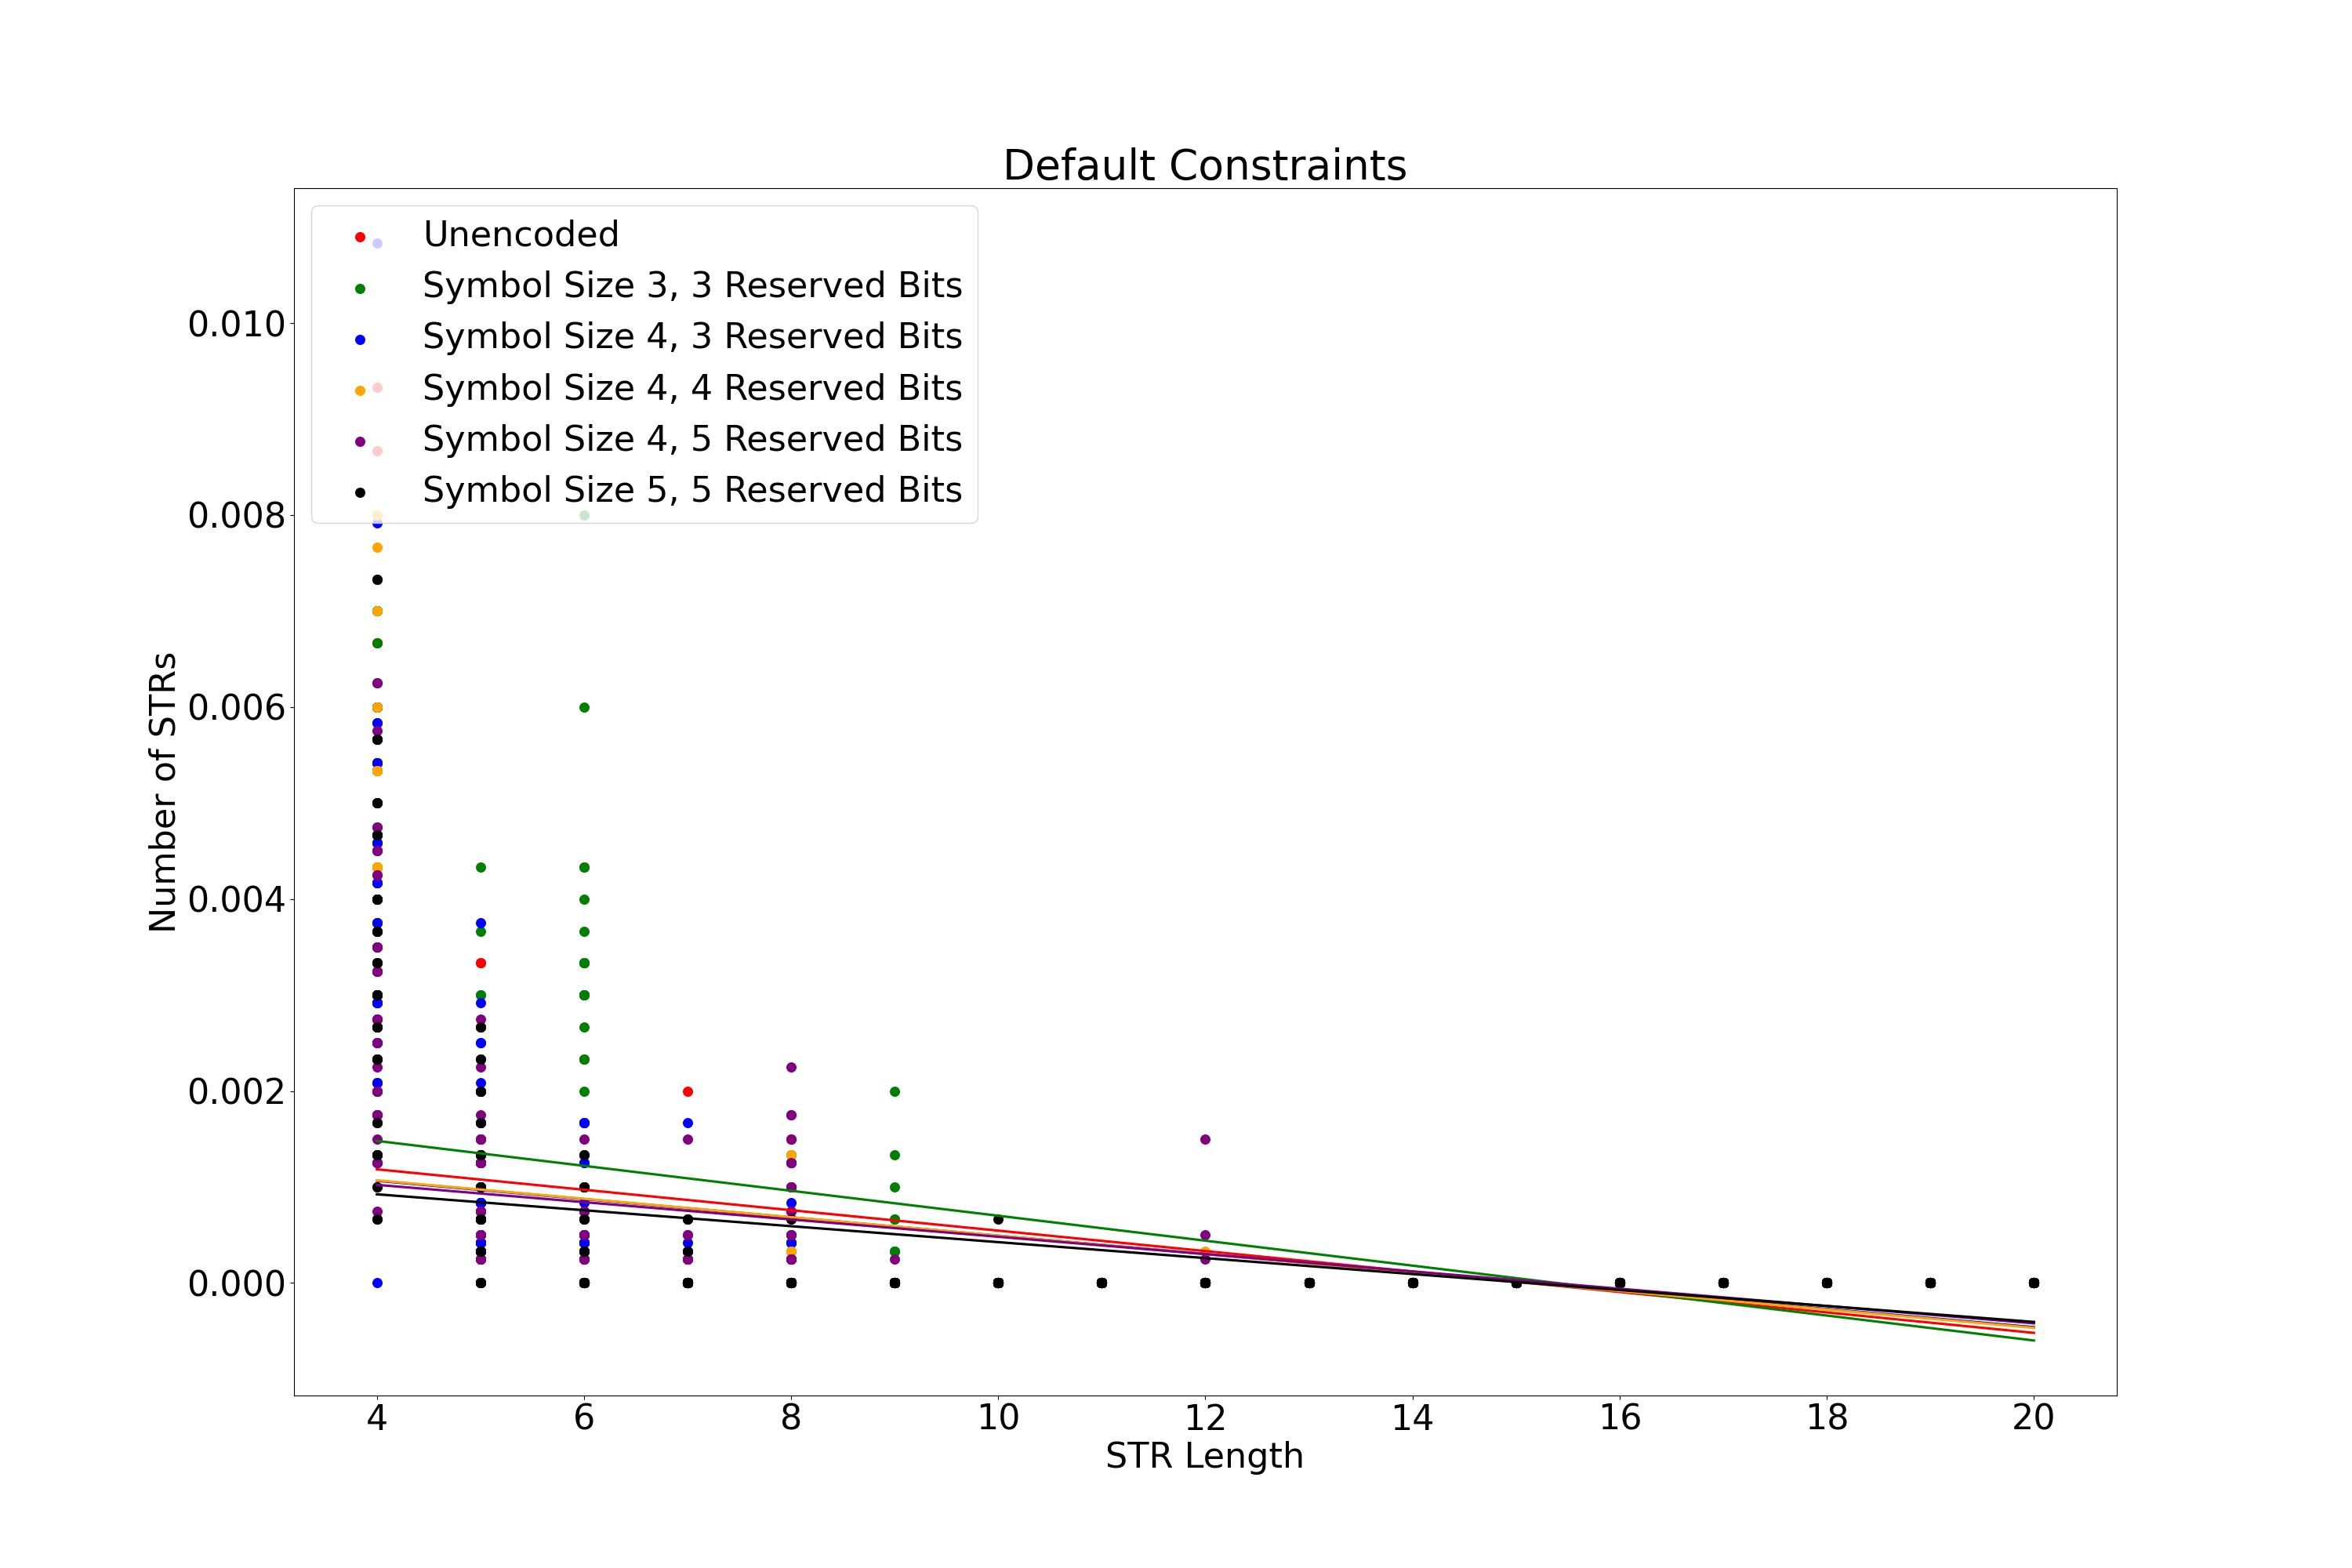 Default Constraints
Unencoded
Symbol Size 3, 3 Reserved Bits
Symbol Size 4, 3 Reserved Bits
Symbol Size 4, 4 Reserved Bits
Symbol Size 4, 5 Reserved Bits
Symbol Size 5, 5 Reserved Bits
Number of STRs
0.010
0.008
0.006
0.004
0.002
0.000
4 6 8 10 12 14 16 18 20
STR Length